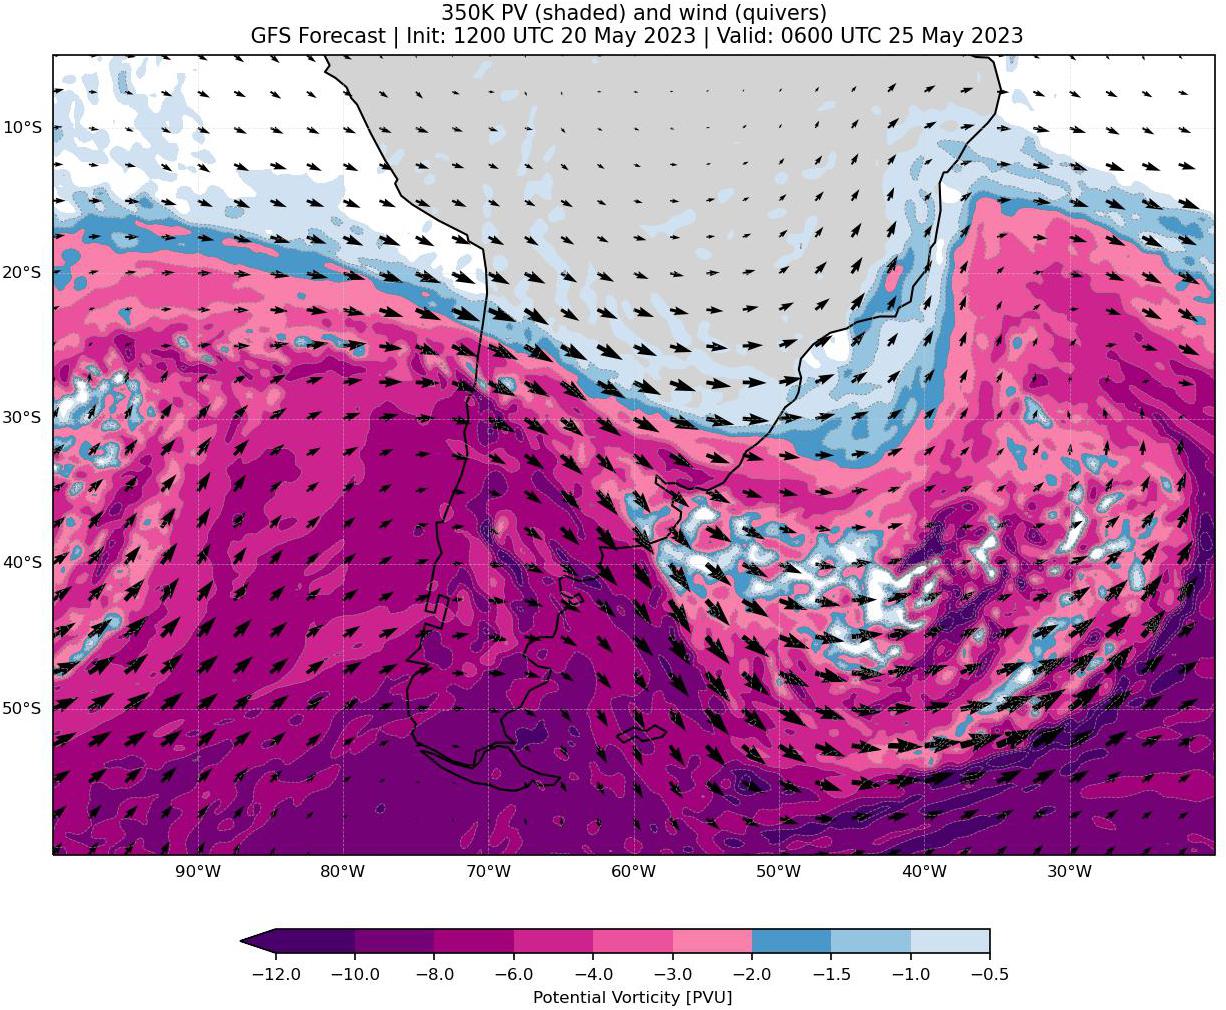 350K PV (shaded) and wind (quivers)
GFS Forecast | Init: 1200 UTC 20 May 2023 | Valid: 0600 UTC 25 May 2023
10°S
20°S
30°S
40°S
50°S
90°W 80°W 70°W 60°W 50°W 40°W 30°W
−12.0 −10.0 −8.0 −6.0 −4.0 −3.0 −2.0 −1.5 −1.0 −0.5
Potential Vorticity [PVU]